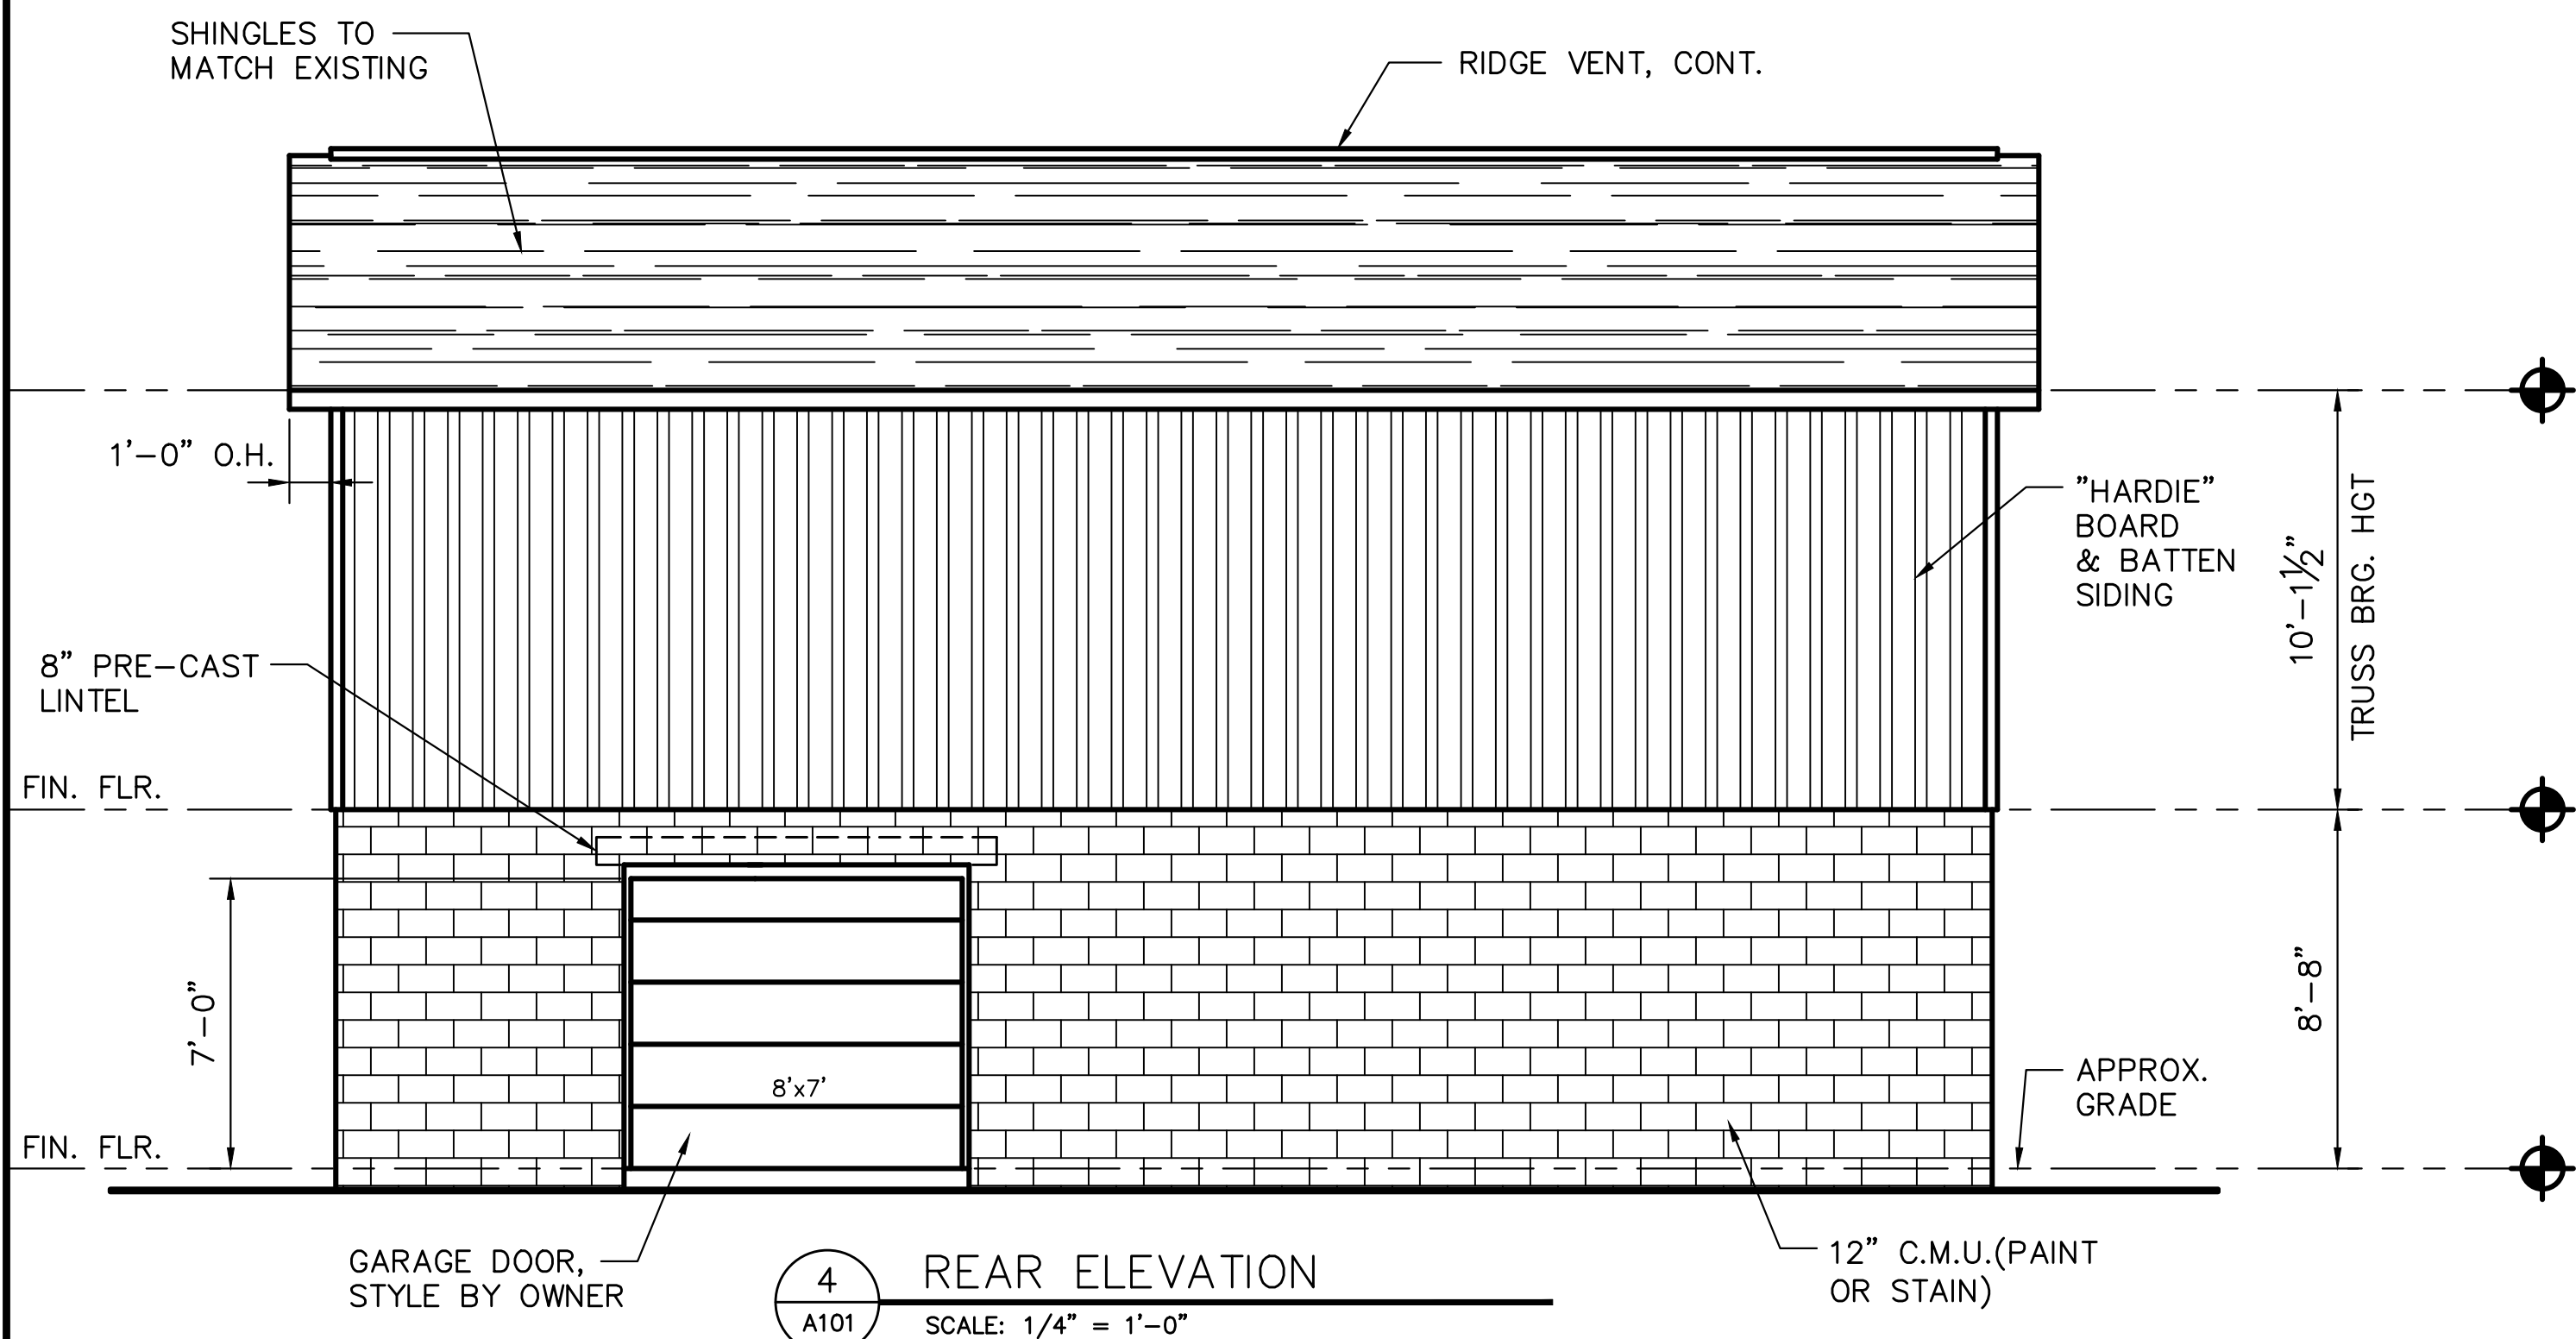 SHINGLES TO
MATCH EXISTING
RIDGE VENT, CONT.
1'-0" O.H.
"HARDIE"
BOARD
& BATTEN
SIDING
10'-1½"
TRUSS BRG. HGT
8" PRE-CAST
LINTEL
FIN. FLR.
7'-0"
8'-8"
8'x7'
APPROX.
GRADE
FIN. FLR.
GARAGE DOOR,
STYLE BY OWNER
12" C.M.U.(PAINT
OR STAIN)
4
A101
REAR ELEVATION
SCALE: 1/4" = 1'-0"